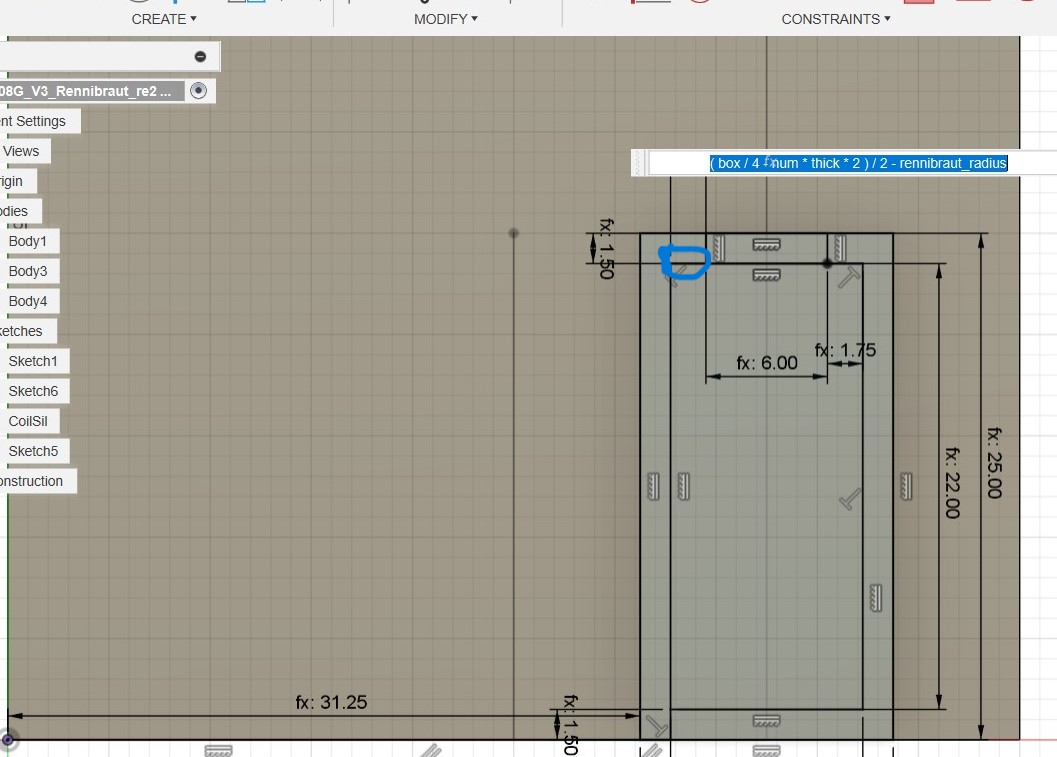 CREATE ▾ MODIFY ▾ CONSTRAINTS ▾
08G_V3_Rennibraut_re2 ...
nt Settings
Views
igin
odies
Body1
Body3
Body4
etches
Sketch1
Sketch6
CoilSil
Sketch5
onstruction
( box / 4 - num * thick * 2 ) / 2 - rennibraut_radius
fx: 1.50
fx: 1.75
fx: 6.00
fx: 25.00
fx: 22.00
fx: 31.25
fx: 1.50